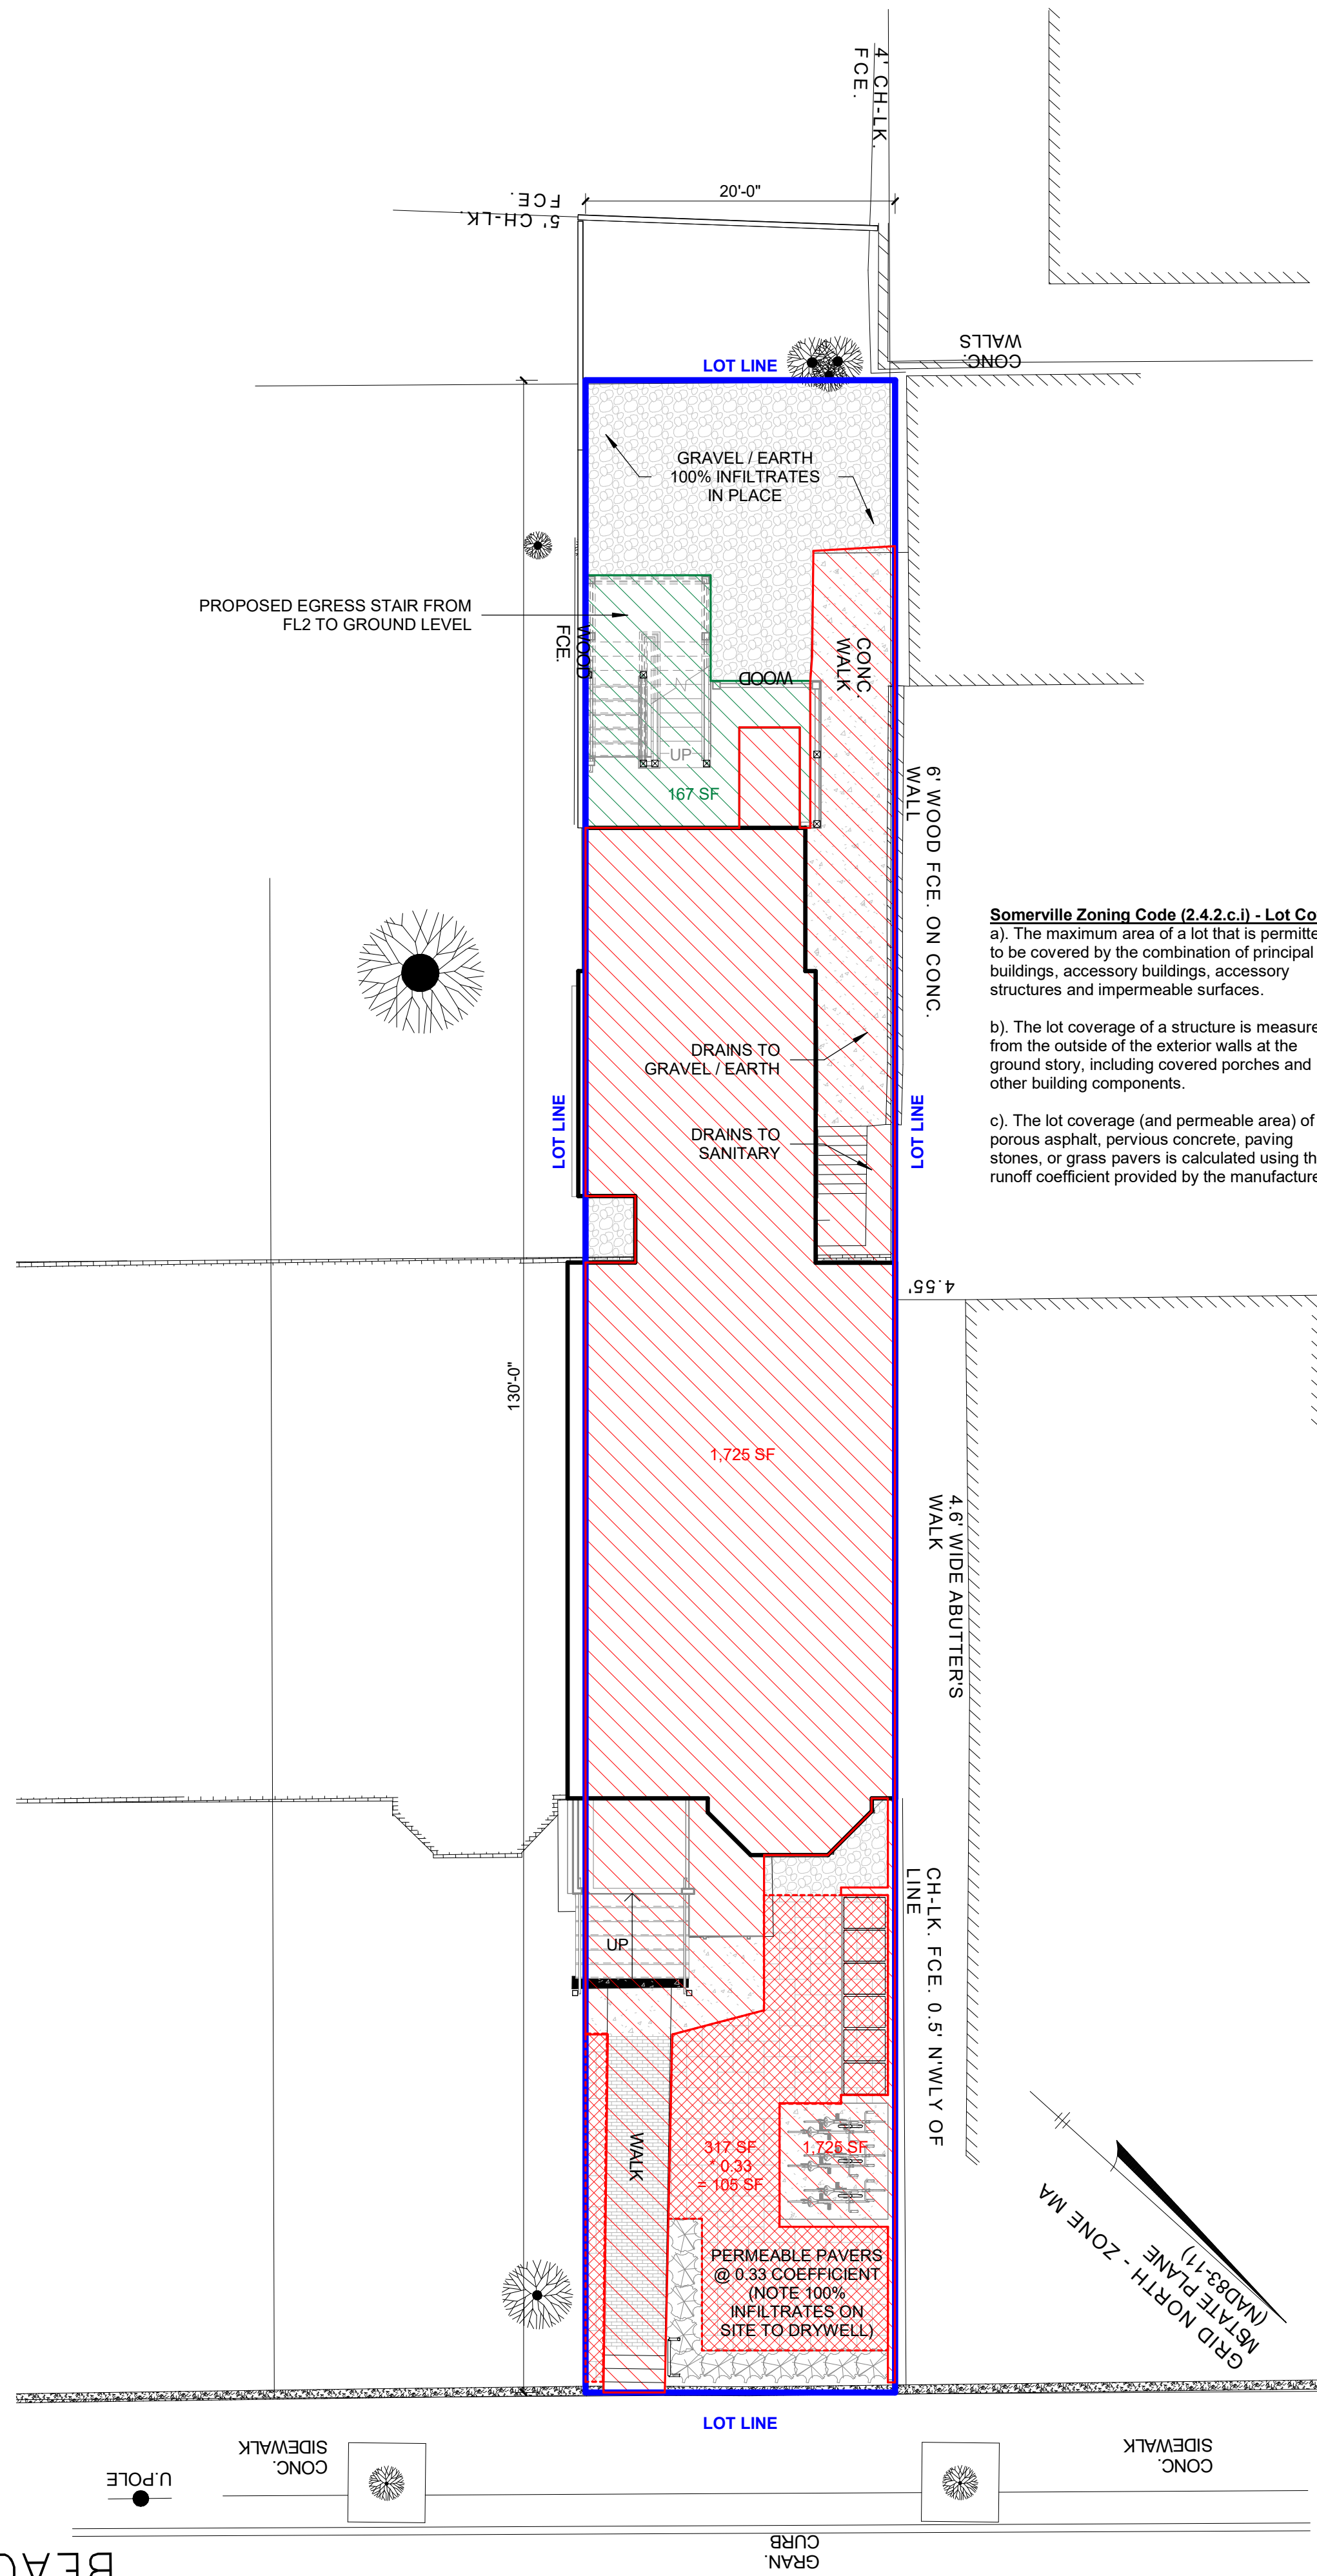 4' CH-LK.
FCE.
5' CH-LK.
FCE.
20'-0"
CONC.
WALLS
LOT LINE
GRAVEL / EARTH
100% INFILTRATES
IN PLACE
PROPOSED EGRESS STAIR FROM
FL2 TO GROUND LEVEL
WOOD
FCE.
WOOD
CONC.
WALK
UP
167 SF
6' WOOD FCE. ON CONC.
WALL
Somerville Zoning Code (2.4.2.c.i) - Lot Co
a). The maximum area of a lot that is permitte
to be covered by the combination of principal
buildings, accessory buildings, accessory
structures and impermeable surfaces.
b). The lot coverage of a structure is measure
from the outside of the exterior walls at the
ground story, including covered porches and
other building components.
c). The lot coverage (and permeable area) of
porous asphalt, pervious concrete, paving
stones, or grass pavers is calculated using th
runoff coefficient provided by the manufacture
DRAINS TO
GRAVEL / EARTH
DRAINS TO
SANITARY
LOT LINE
LOT LINE
4.55'
130'-0"
1,725 SF
4.6' WIDE ABUTTER'S
WALK
CH-LK. FCE. 0.5' N'WLY OF
LINE
UP
WALK
317 SF
* 0.33
= 105 SF
1,725 SF
PERMEABLE PAVERS
@ 0.33 COEFFICIENT
(NOTE 100%
INFILTRATES ON
SITE TO DRYWELL)
GRID NORTH - ZONE MA
STATE PLANE
(NAD83-11)
LOT LINE
CONC.
SIDEWALK
CONC.
SIDEWALK
U.POLE
GRAN.
CURB
BEAC